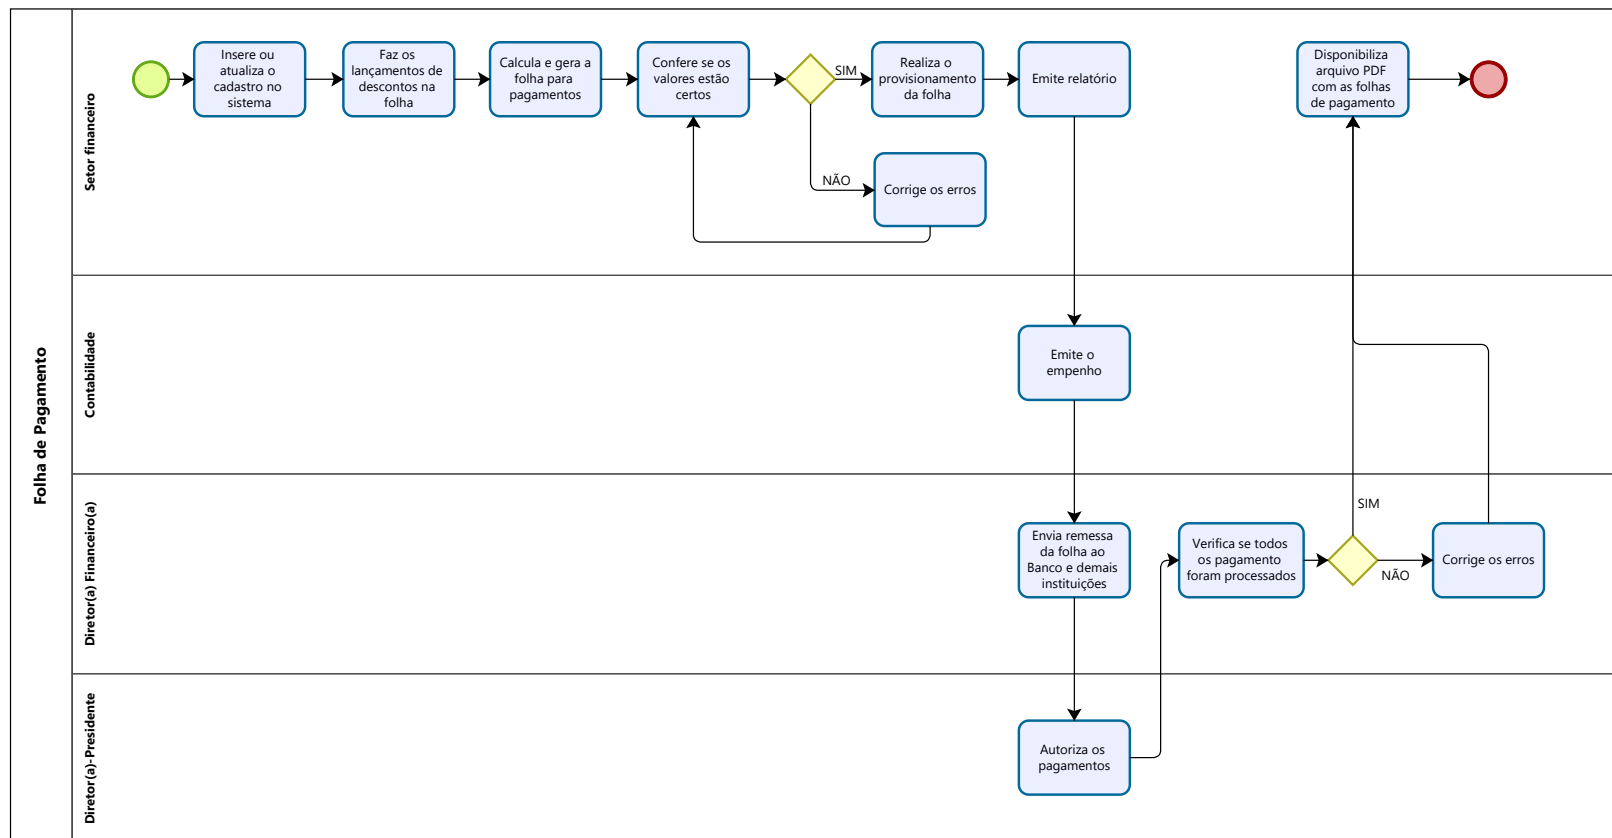 Folha de Pagamento
Setor financeiro
Insere ou
atualiza o
cadastro no
sistema
Faz os
lançamentos de
descontos na
folha
Calcula e gera a
folha para
pagamentos
Confere se os
valores estão
certos
SIM
NÃO
Realiza o
provisionamento
da folha
Emite relatório
Corrige os erros
Disponibiliza
arquivo PDF
com as folhas
de pagamento
Contabilidade
Emite o
empenho
Diretor(a) Financeiro(a)
Envia remessa
da folha ao
Banco e demais
instituições
Verifica se todos
os pagamento
foram processados
SIM
NÃO
Corrige os erros
Diretor(a)-Presidente
Autoriza os
pagamentos